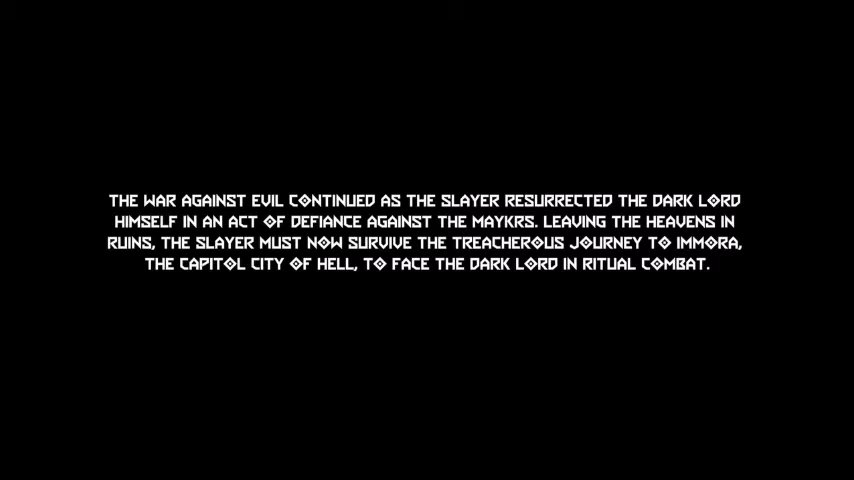 THE WAR AGAINST EVIL CONTINUED AS THE SLAYER RESURRECTED THE DARK LORD
HIMSELF IN AN ACT OF DEFIANCE AGAINST THE MAYKRS. LEAVING THE HEAVENS IN
RUINS, THE SLAYER MUST NOW SURVIVE THE TREACHEROUS JOURNEY TO IMMORA,
THE CAPITOL CITY OF HELL, TO FACE THE DARK LORD IN RITUAL COMBAT.